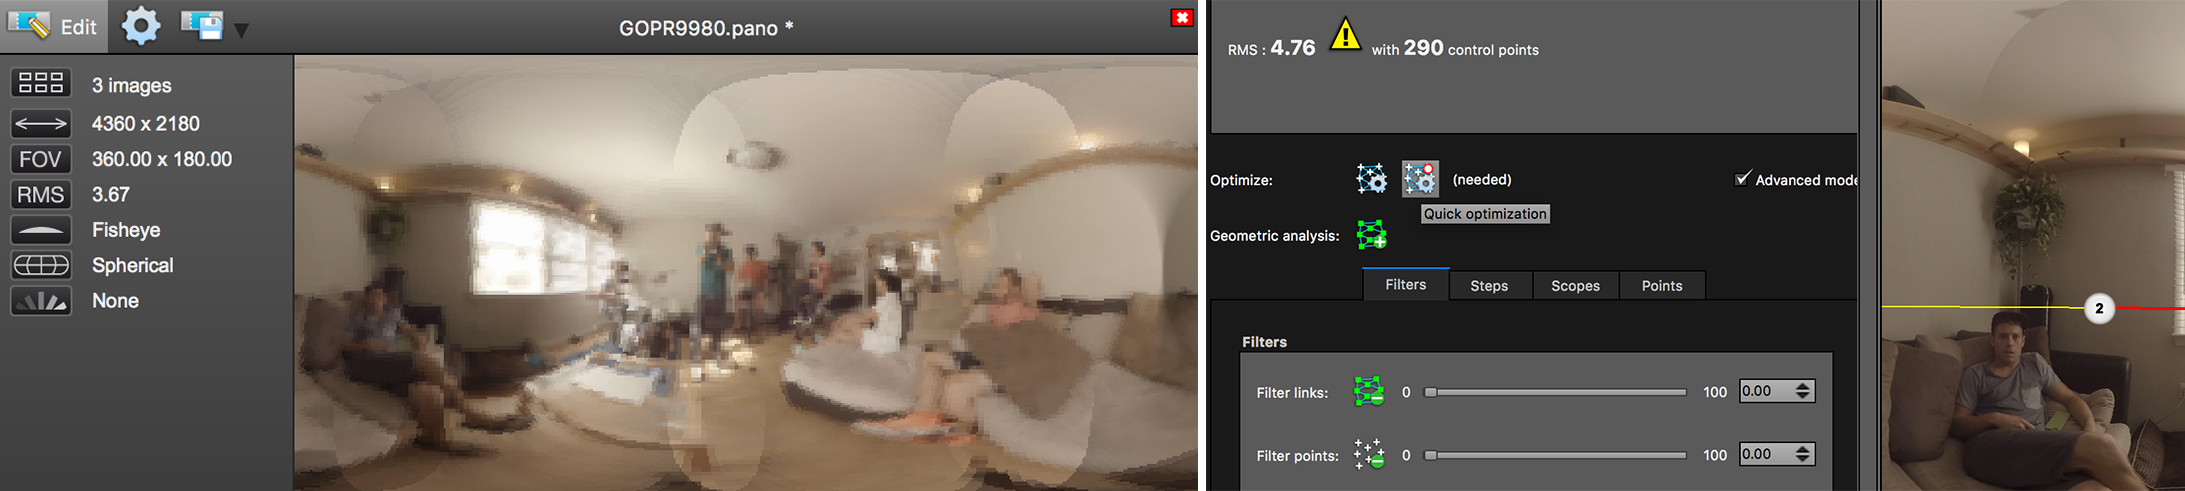 Edit
GOPR9980.pano *
3 images
4360 x 2180
FOV 360.00 x 180.00
RMS 3.67
Fisheye
Spherical
None
RMS : 4.76 with 290 control points
Optimize: (needed) Advanced mode
Quick optimization
Geometric analysis:
Filters Steps Scopes Points
Filters
Filter links: 0 100 0.00
Filter points: 0 100 0.00
2